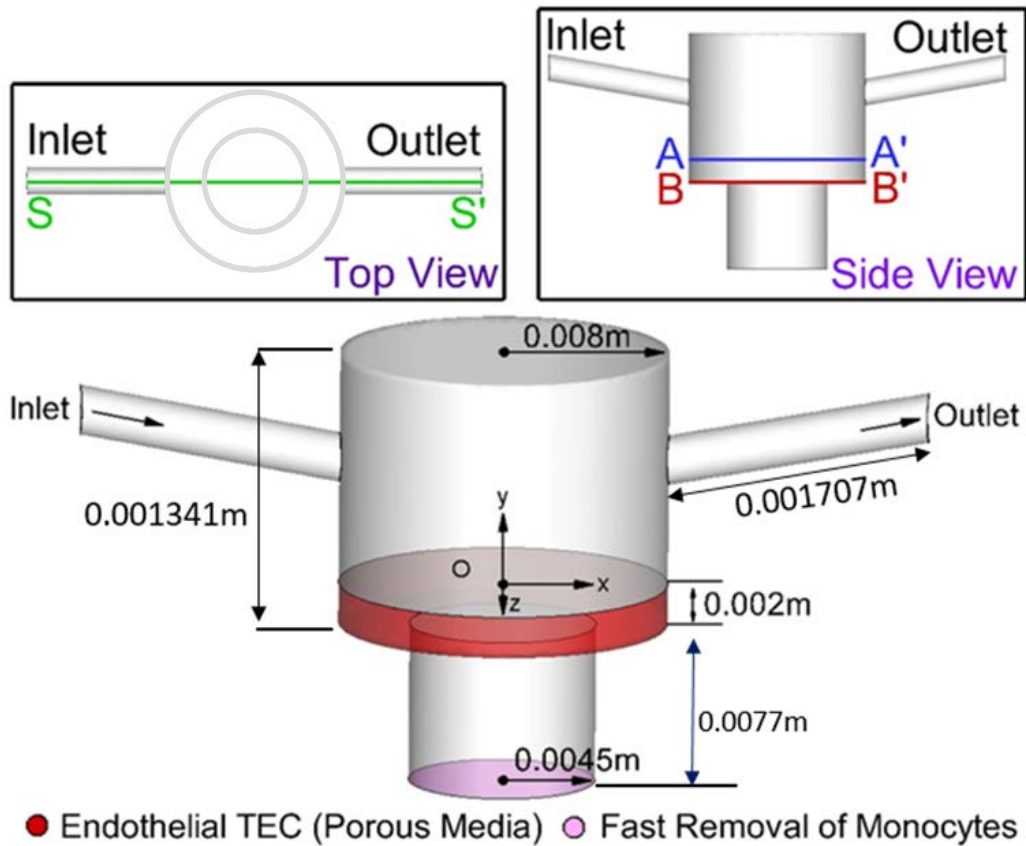 Inlet
Outlet
S
S'
Top View
Inlet
Outlet
A
A'
B
B'
Side View
0.008m
Inlet
Outlet
0.001707m
0.001341m
y
O
x
z
0.002m
0.0077m
0.0045m
Endothelial TEC (Porous Media)
Fast Removal of Monocytes